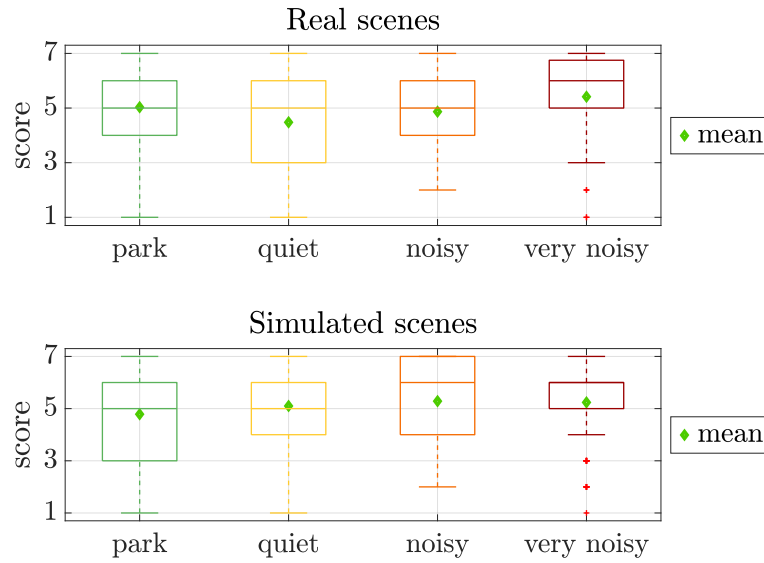 Real scenes
7
5
3
1
score
park quiet noisy very noisy
mean
Simulated scenes
7
5
3
1
score
park quiet noisy very noisy
mean